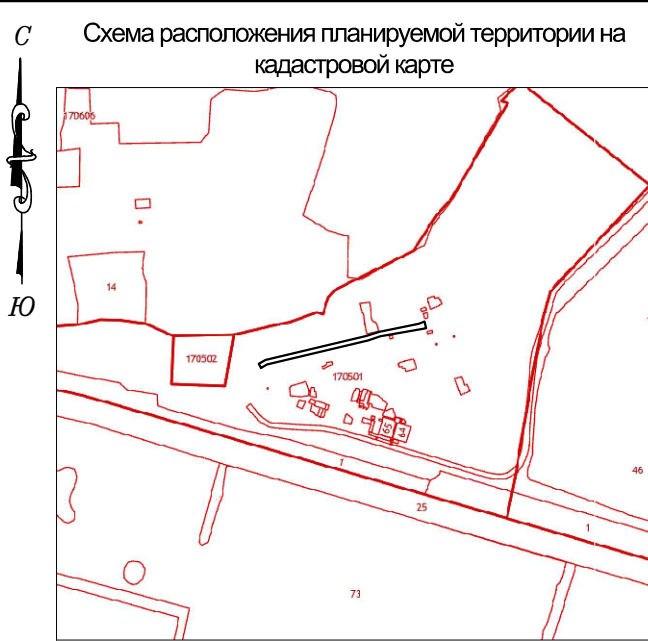 С
Схема расположения планируемой территории на
кадастровой карте
170606
14
Ю
170502
170501
65
64
1
46
25
1
73